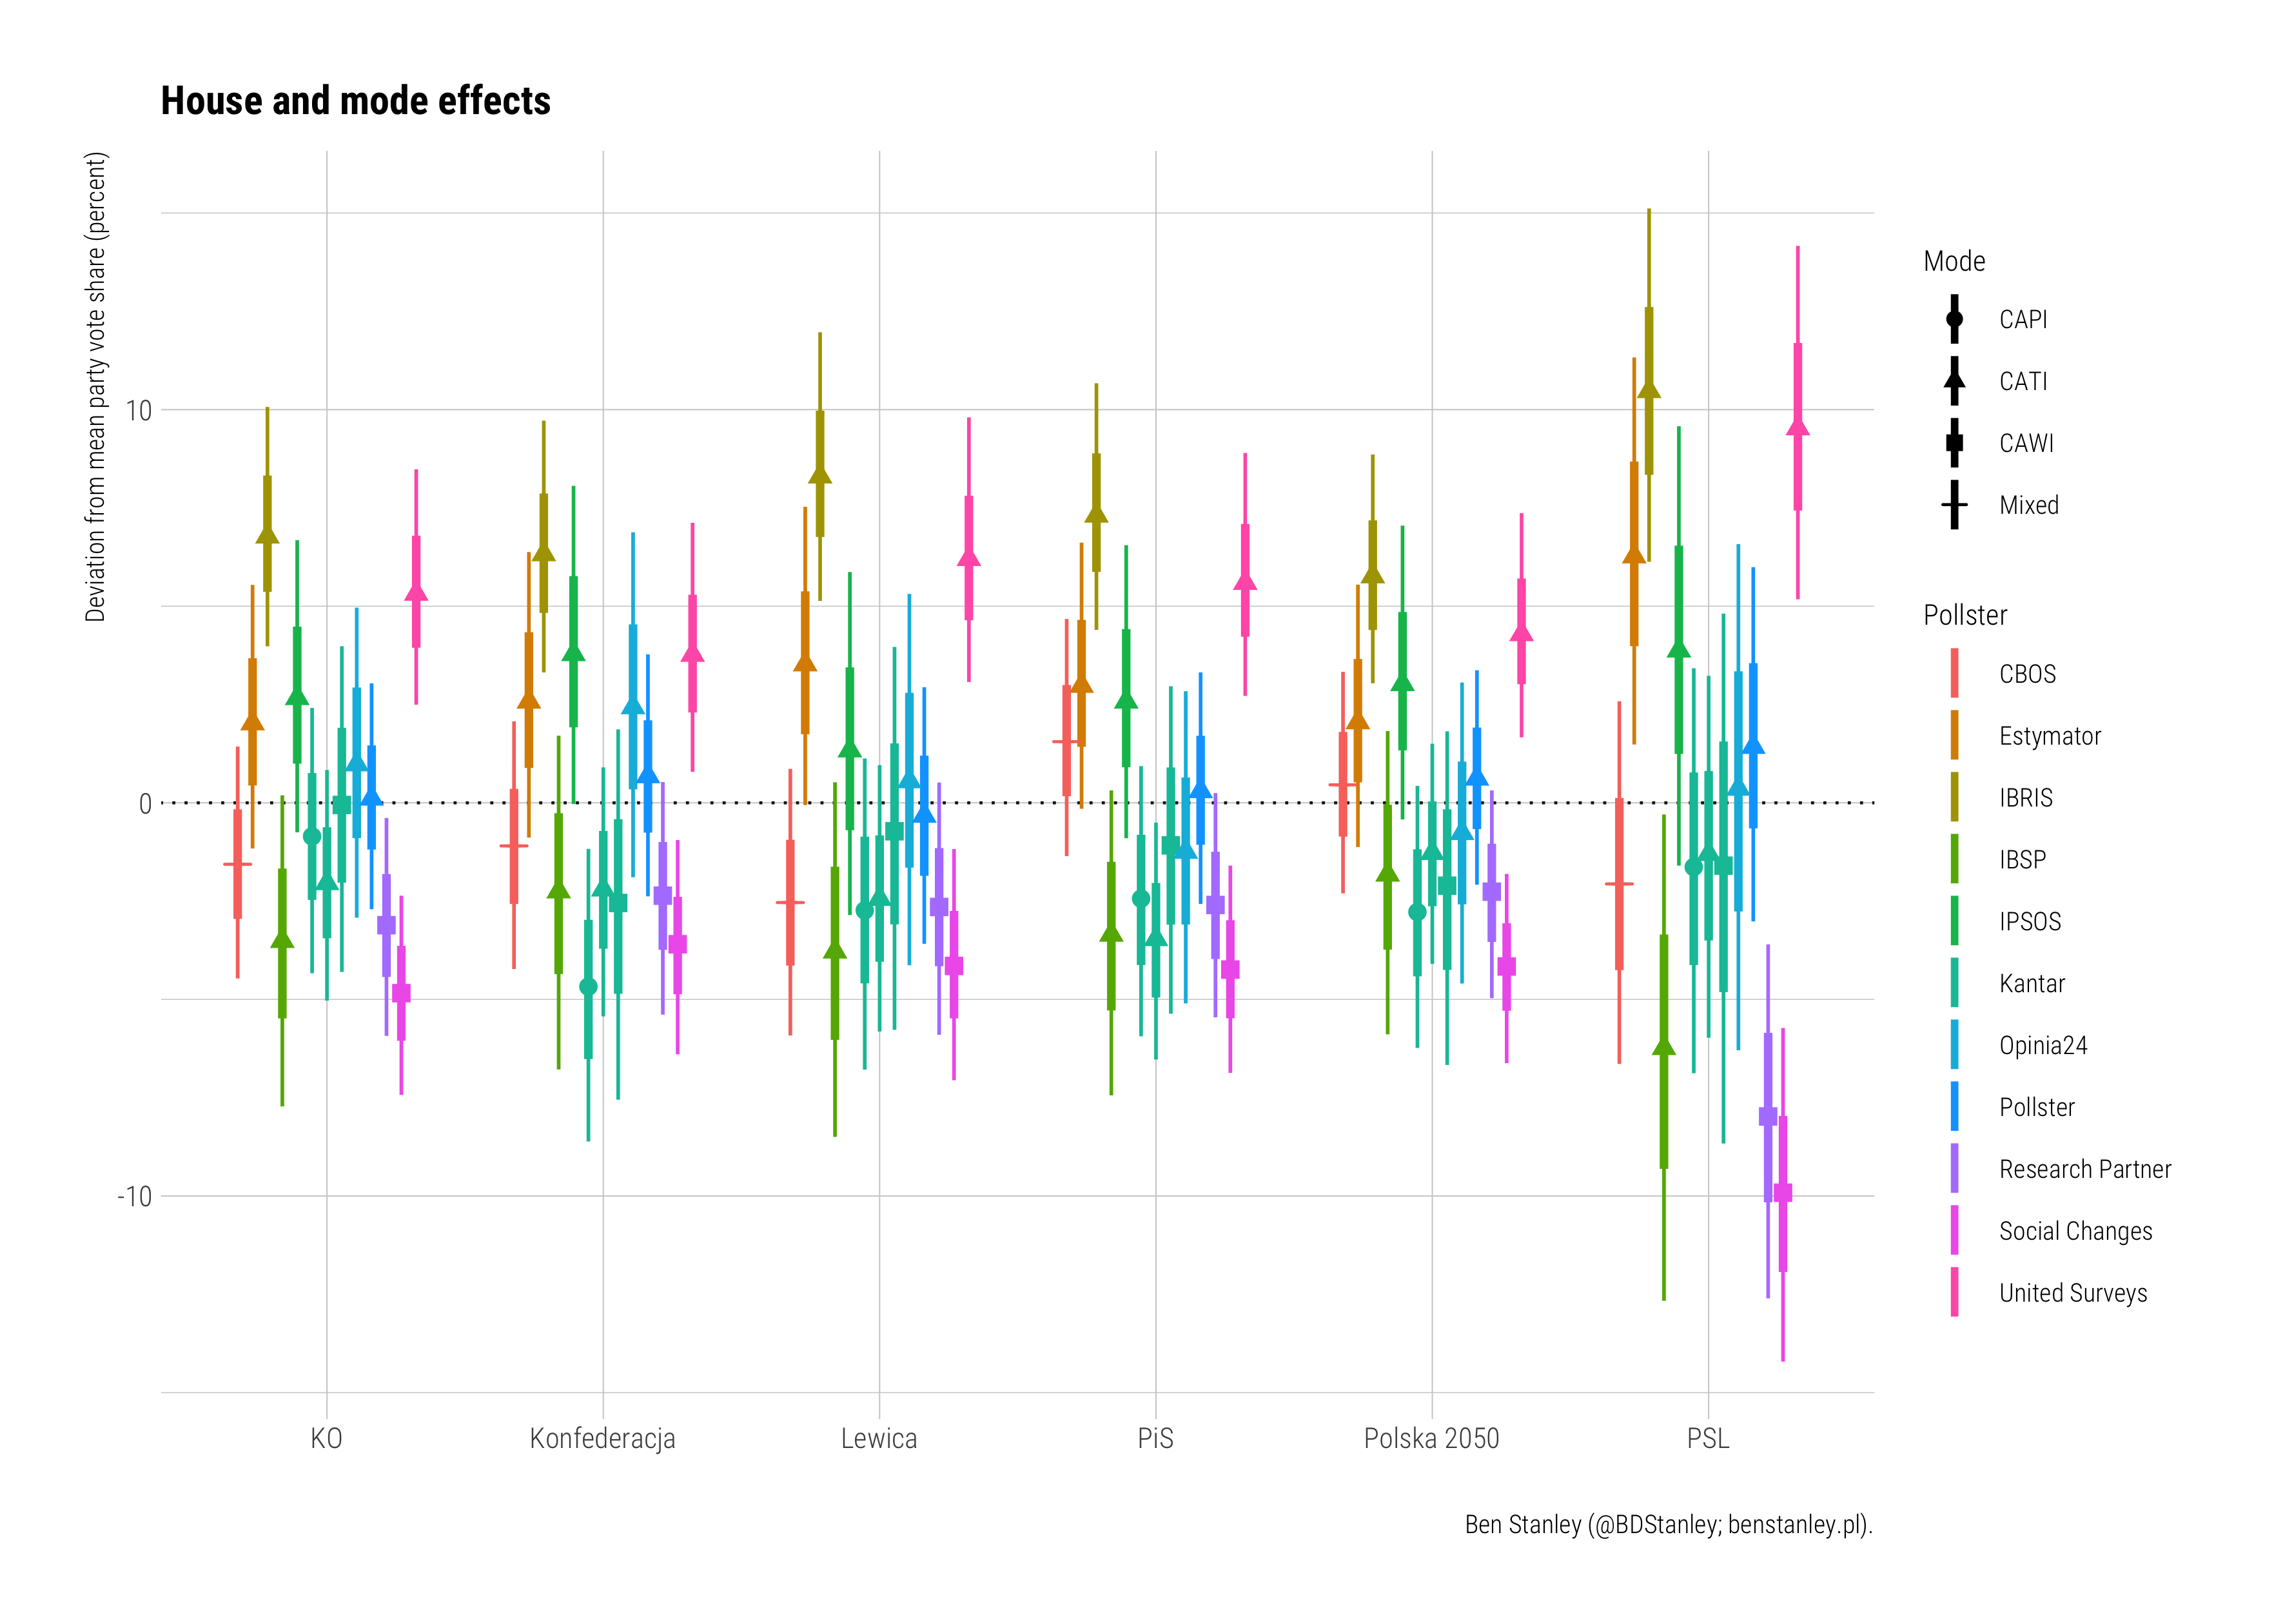 House and mode effects
Deviation from mean party vote share (percent)
10
0
-10
KO
Konfederacja
Lewica
PiS
Polska 2050
PSL
Mode
CAPI
CATI
CAWI
Mixed
Pollster
CBOS
Estymator
IBRIS
IBSP
IPSOS
Kantar
Opinia24
Pollster
Research Partner
Social Changes
United Surveys
Ben Stanley (@BDStanley; benstanley.pl).